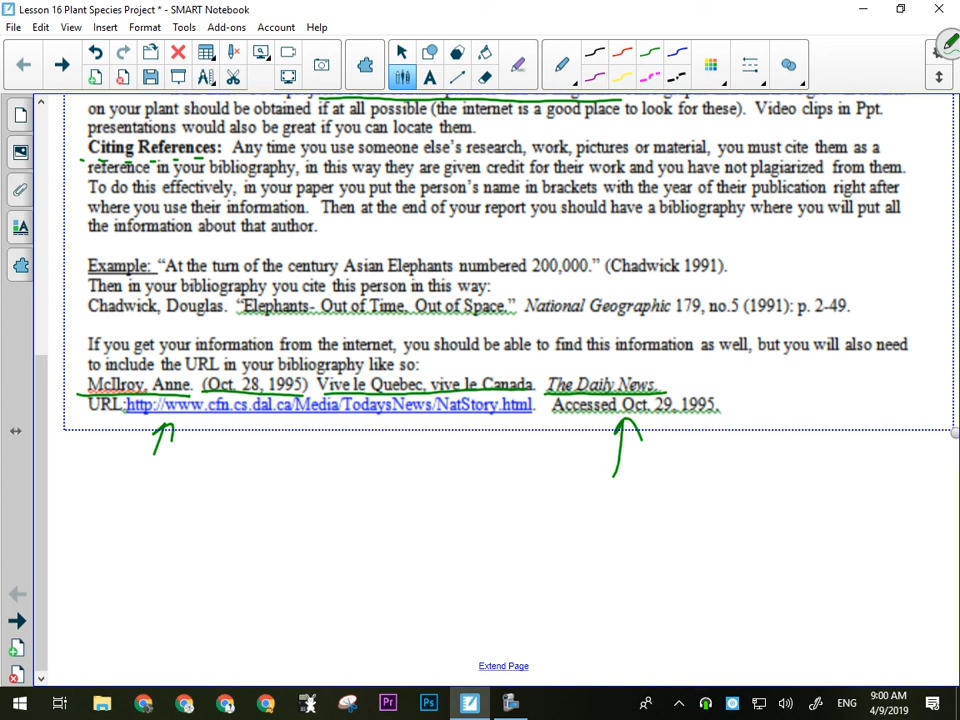 Lesson 16 Plant Species Project * - SMART Notebook
File Edit View Insert Format Tools Add-ons Account Help
on your plant should be obtained if at all possible (the internet is a good place to look for these). Video clips in Ppt.
presentations would also be great if you can locate them.
Citing References: Any time you use someone else's research, work, pictures or material, you must cite them as a
reference in your bibliography, in this way they are given credit for their work and you have not plagiarized from them.
To do this effectively, in your paper you put the person's name in brackets with the year of their publication right after
where you use their information. Then at the end of your report you should have a bibliography where you will put all
the information about that author.
Example: "At the turn of the century Asian Elephants numbered 200,000." (Chadwick 1991).
Then in your bibliography you cite this person in this way:
Chadwick, Douglas. "Elephants- Out of Time, Out of Space." National Geographic 179, no.5 (1991): p. 2-49.
If you get your information from the internet, you should be able to find this information as well, but you will also need
to include the URL in your bibliography like so:
McIlroy, Anne. (Oct. 28, 1995) Vive le Quebec, vive le Canada. The Daily News.
URL:http://www.cfn.cs.dal.ca/Media/TodaysNews/NatStory.html. Accessed Oct. 29, 1995.
Extend Page
ENG
9:00 AM
4/9/2019